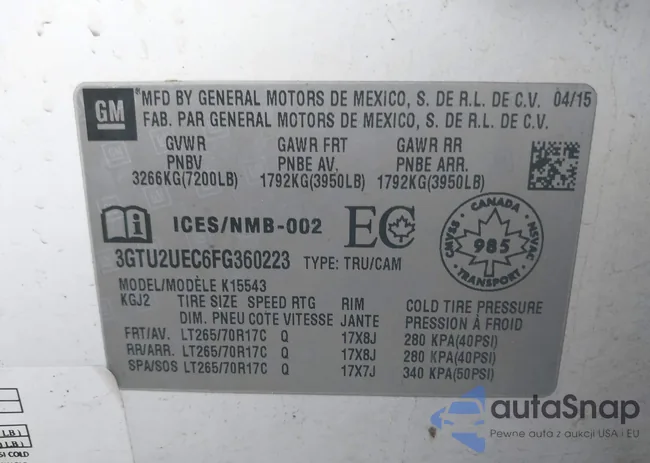 GM
*MFD BY GENERAL MOTORS DE MEXICO, S. DE R.L. DE C.V. 04/15
FAB. PAR GENERAL MOTORS DE MEXICO, S. DE R.L. DE C.V.
GVWR GAWR FRT GAWR RR
PNBV PNBE AV. PNBE ARR.
3266KG(7200LB) 1792KG(3950LB) 1792KG(3950LB)
ICES/NMB-002
EC
CANADA
CMVSS 985 NSVAC
TRANSPORT
3GTU2UEC6FG360223 TYPE: TRU/CAM
MODEL/MODÈLE K15543
KGJ2 TIRE SIZE SPEED RTG RIM COLD TIRE PRESSURE
DIM. PNEU COTE VITESSE JANTE PRESSION À FROID
FRT/AV. LT265/70R17C Q 17X8J 280 KPA(40PSI)
RR/ARR. LT265/70R17C Q 17X8J 280 KPA(40PSI)
SPA/SOS LT265/70R17C Q 17X7J 340 KPA(50PSI)
LB)
LB)
SI COLD
autaSnap
Pewne auta z aukcji USA i EU